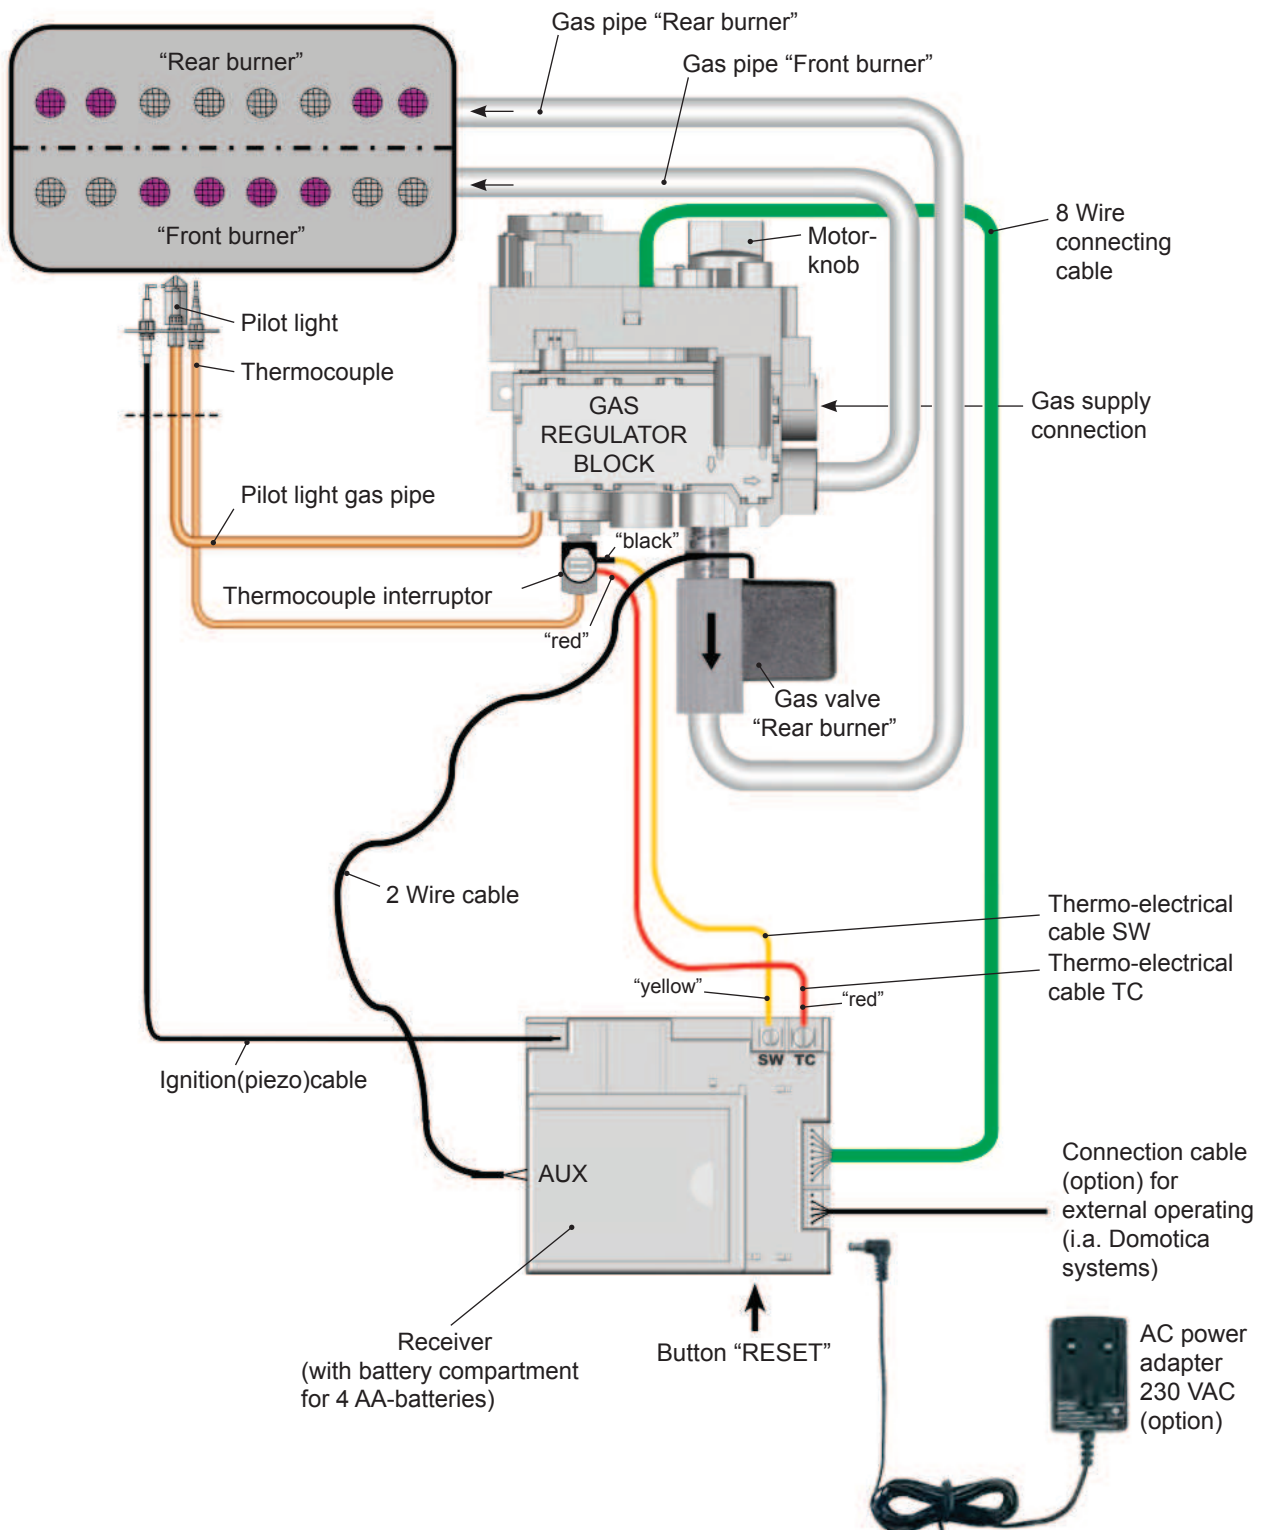 Gas pipe “Rear burner”
“Rear burner”
Gas pipe “Front burner”
“Front burner”
8 Wire
connecting
cable
Motor-
knob
Pilot light
Thermocouple
GAS
REGULATOR
BLOCK
Gas supply
connection
Pilot light gas pipe
“black”
Thermocouple interruptor
“red”
Gas valve
“Rear burner”
2 Wire cable
Thermo-electrical
cable SW
Thermo-electrical
cable TC
“yellow”
“red”
SW TC
Ignition(piezo)cable
AUX
Connection cable
(option) for
external operating
(i.a. Domotica
systems)
Receiver
(with battery compartment
for 4 AA-batteries)
Button “RESET”
AC power
adapter
230 VAC
(option)